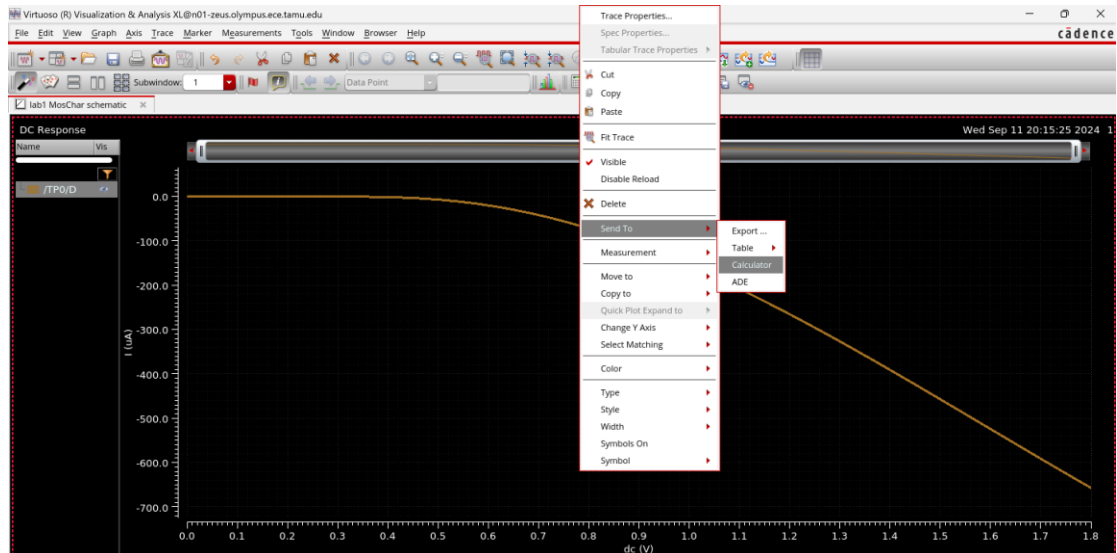 Virtuoso (R) Visualization & Analysis XL@n01-zeus.olympus.ece.tamu.edu
File Edit View Graph Axis Trace Marker Measurements Tools Window Browser Help
cādence
Subwindow: 1
Data Point
lab1 MosChar schematic
DC Response
Wed Sep 11 20:15:25 2024 1
Name Vis
/TP0/D
0.0
-100.0
-200.0
-300.0
-400.0
-500.0
-600.0
-700.0
I (uA)
0.0 0.1 0.2 0.3 0.4 0.5 0.6 0.7 0.8 0.9 1.0 1.1 1.2 1.3 1.4 1.5 1.6 1.7 1.8
dc (V)
Trace Properties...
Spec Properties...
Tabular Trace Properties
Cut
Copy
Paste
Fit Trace
Visible
Disable Reload
Delete
Send To
Measurement
Move to
Copy to
Quick Plot Expand to
Change Y Axis
Select Matching
Color
Type
Style
Width
Symbols On
Symbol
Export ...
Table
Calculator
ADE